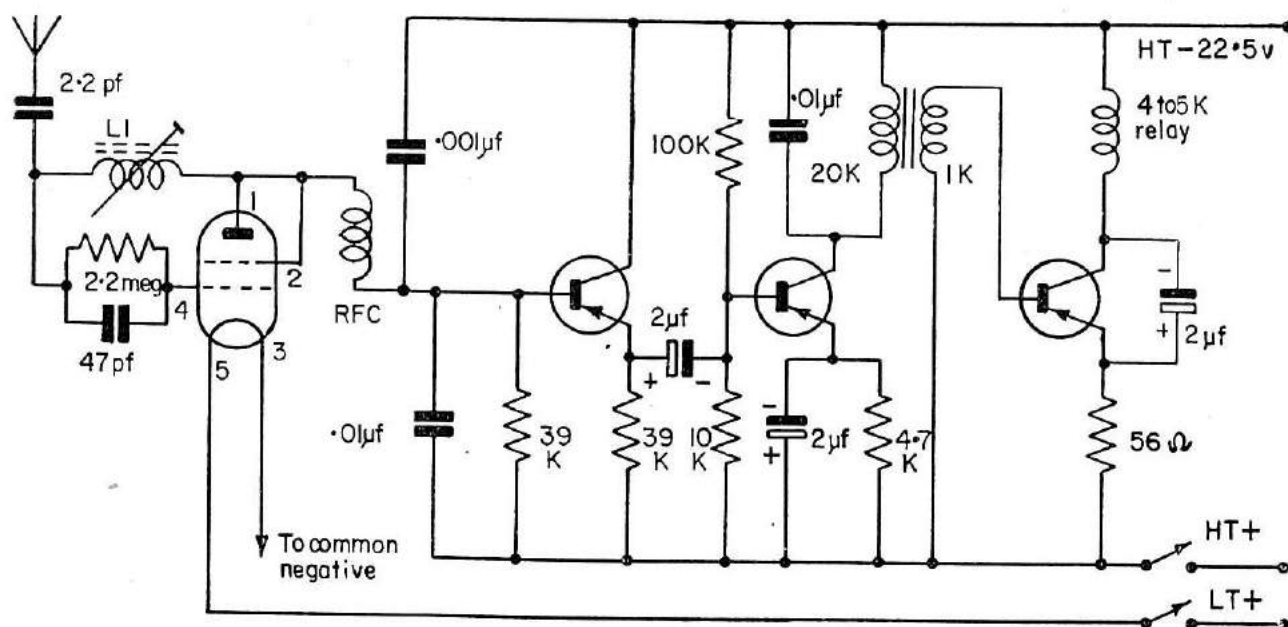 HT-22·5v
2·2 pf
L1
·001µf
100K
·01µf
20K
1K
4 to 5K
relay
1
2
2·2 meg
4
47pf
5
3
RFC
2µf
+
-
-
+
2µf
·01µf
39
K
39
K
10
K
-
+
2µf
4·7
K
56 Ω
To common
negative
HT+
LT+